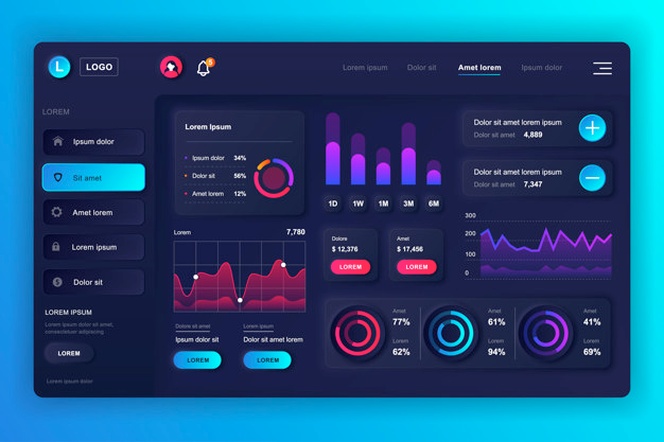 L
LOGO
5
Lorem ipsum
Dolor sit
Amet lorem
Ipsum dolor
LOREM
Ipsum dolor
Sit amet
Amet lorem
Lorem ipsum
Dolor sit
LOREM IPSUM
Lorem ipsum dolor sit amet,
consectetuer adipiscing
LOREM
Lorem ipsum dolor
Lorem Ipsum
Ipsum dolor 34%
Dolor sit 56%
Amet lorem 12%
Lorem 7,780
Dolore sit amet
Ipsum dolor sit
LOREM
Lorem ipsum
Dolor sit amet lorem
LOREM
1D
1W
1M
3M
6M
Dolore
$ 12,376
LOREM
Amet
$ 17,456
LOREM
Dolor sit amet lorem ipsum
Dolor sit amet 4,889
Dolor sit amet lorem ipsum
Dolor sit amet 7,347
300
200
100
0
Amet
77%
Lorem
62%
Amet
61%
Lorem
94%
Amet
41%
Lorem
69%